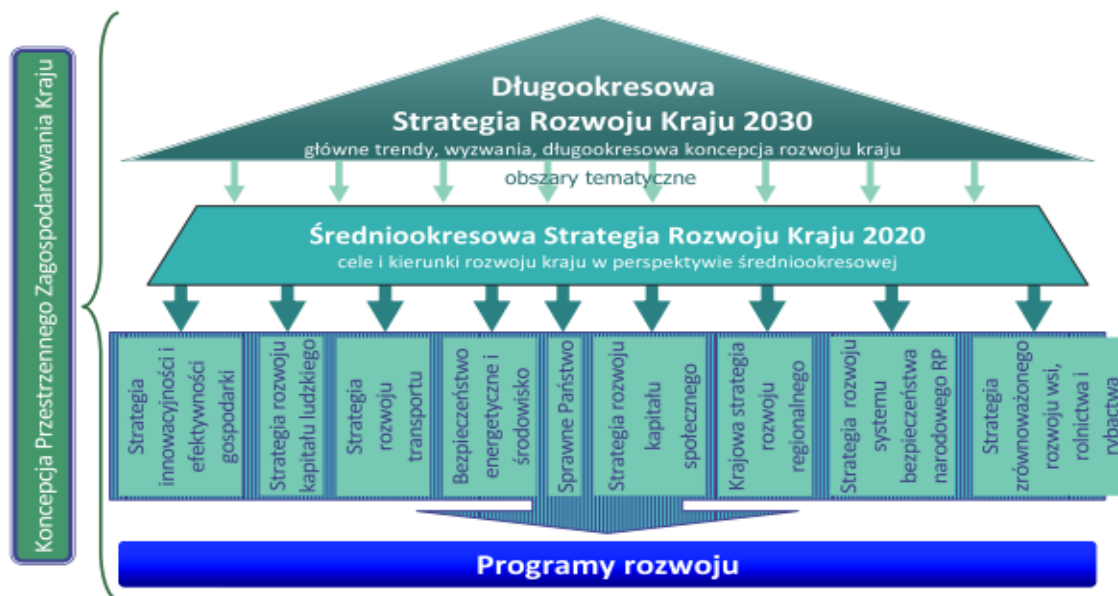 Koncepcja Przestrzennego Zagospodarowania Kraju
Długookresowa
Strategia Rozwoju Kraju 2030
główne trendy, wyzwania, długookresowa koncepcja rozwoju kraju
obszary tematyczne
Średniookresowa Strategia Rozwoju Kraju 2020
cele i kierunki rozwoju kraju w perspektywie średniookresowej
Strategia
innowacyjności i
efektywności
gospodarki
Strategia rozwoju
kapitału ludzkiego
Strategia
rozwoju
transportu
Bezpieczeństwo
energetyczne i
środowisko
Sprawne Państwo
Strategia rozwoju
kapitału
społecznego
Krajowa strategia
rozwoju
regionalnego
Strategia rozwoju
systemu
bezpieczeństwa
narodowego RP
Strategia
zrównoważonego
rozwoju wsi,
rolnictwa i
rybactwa
Programy rozwoju